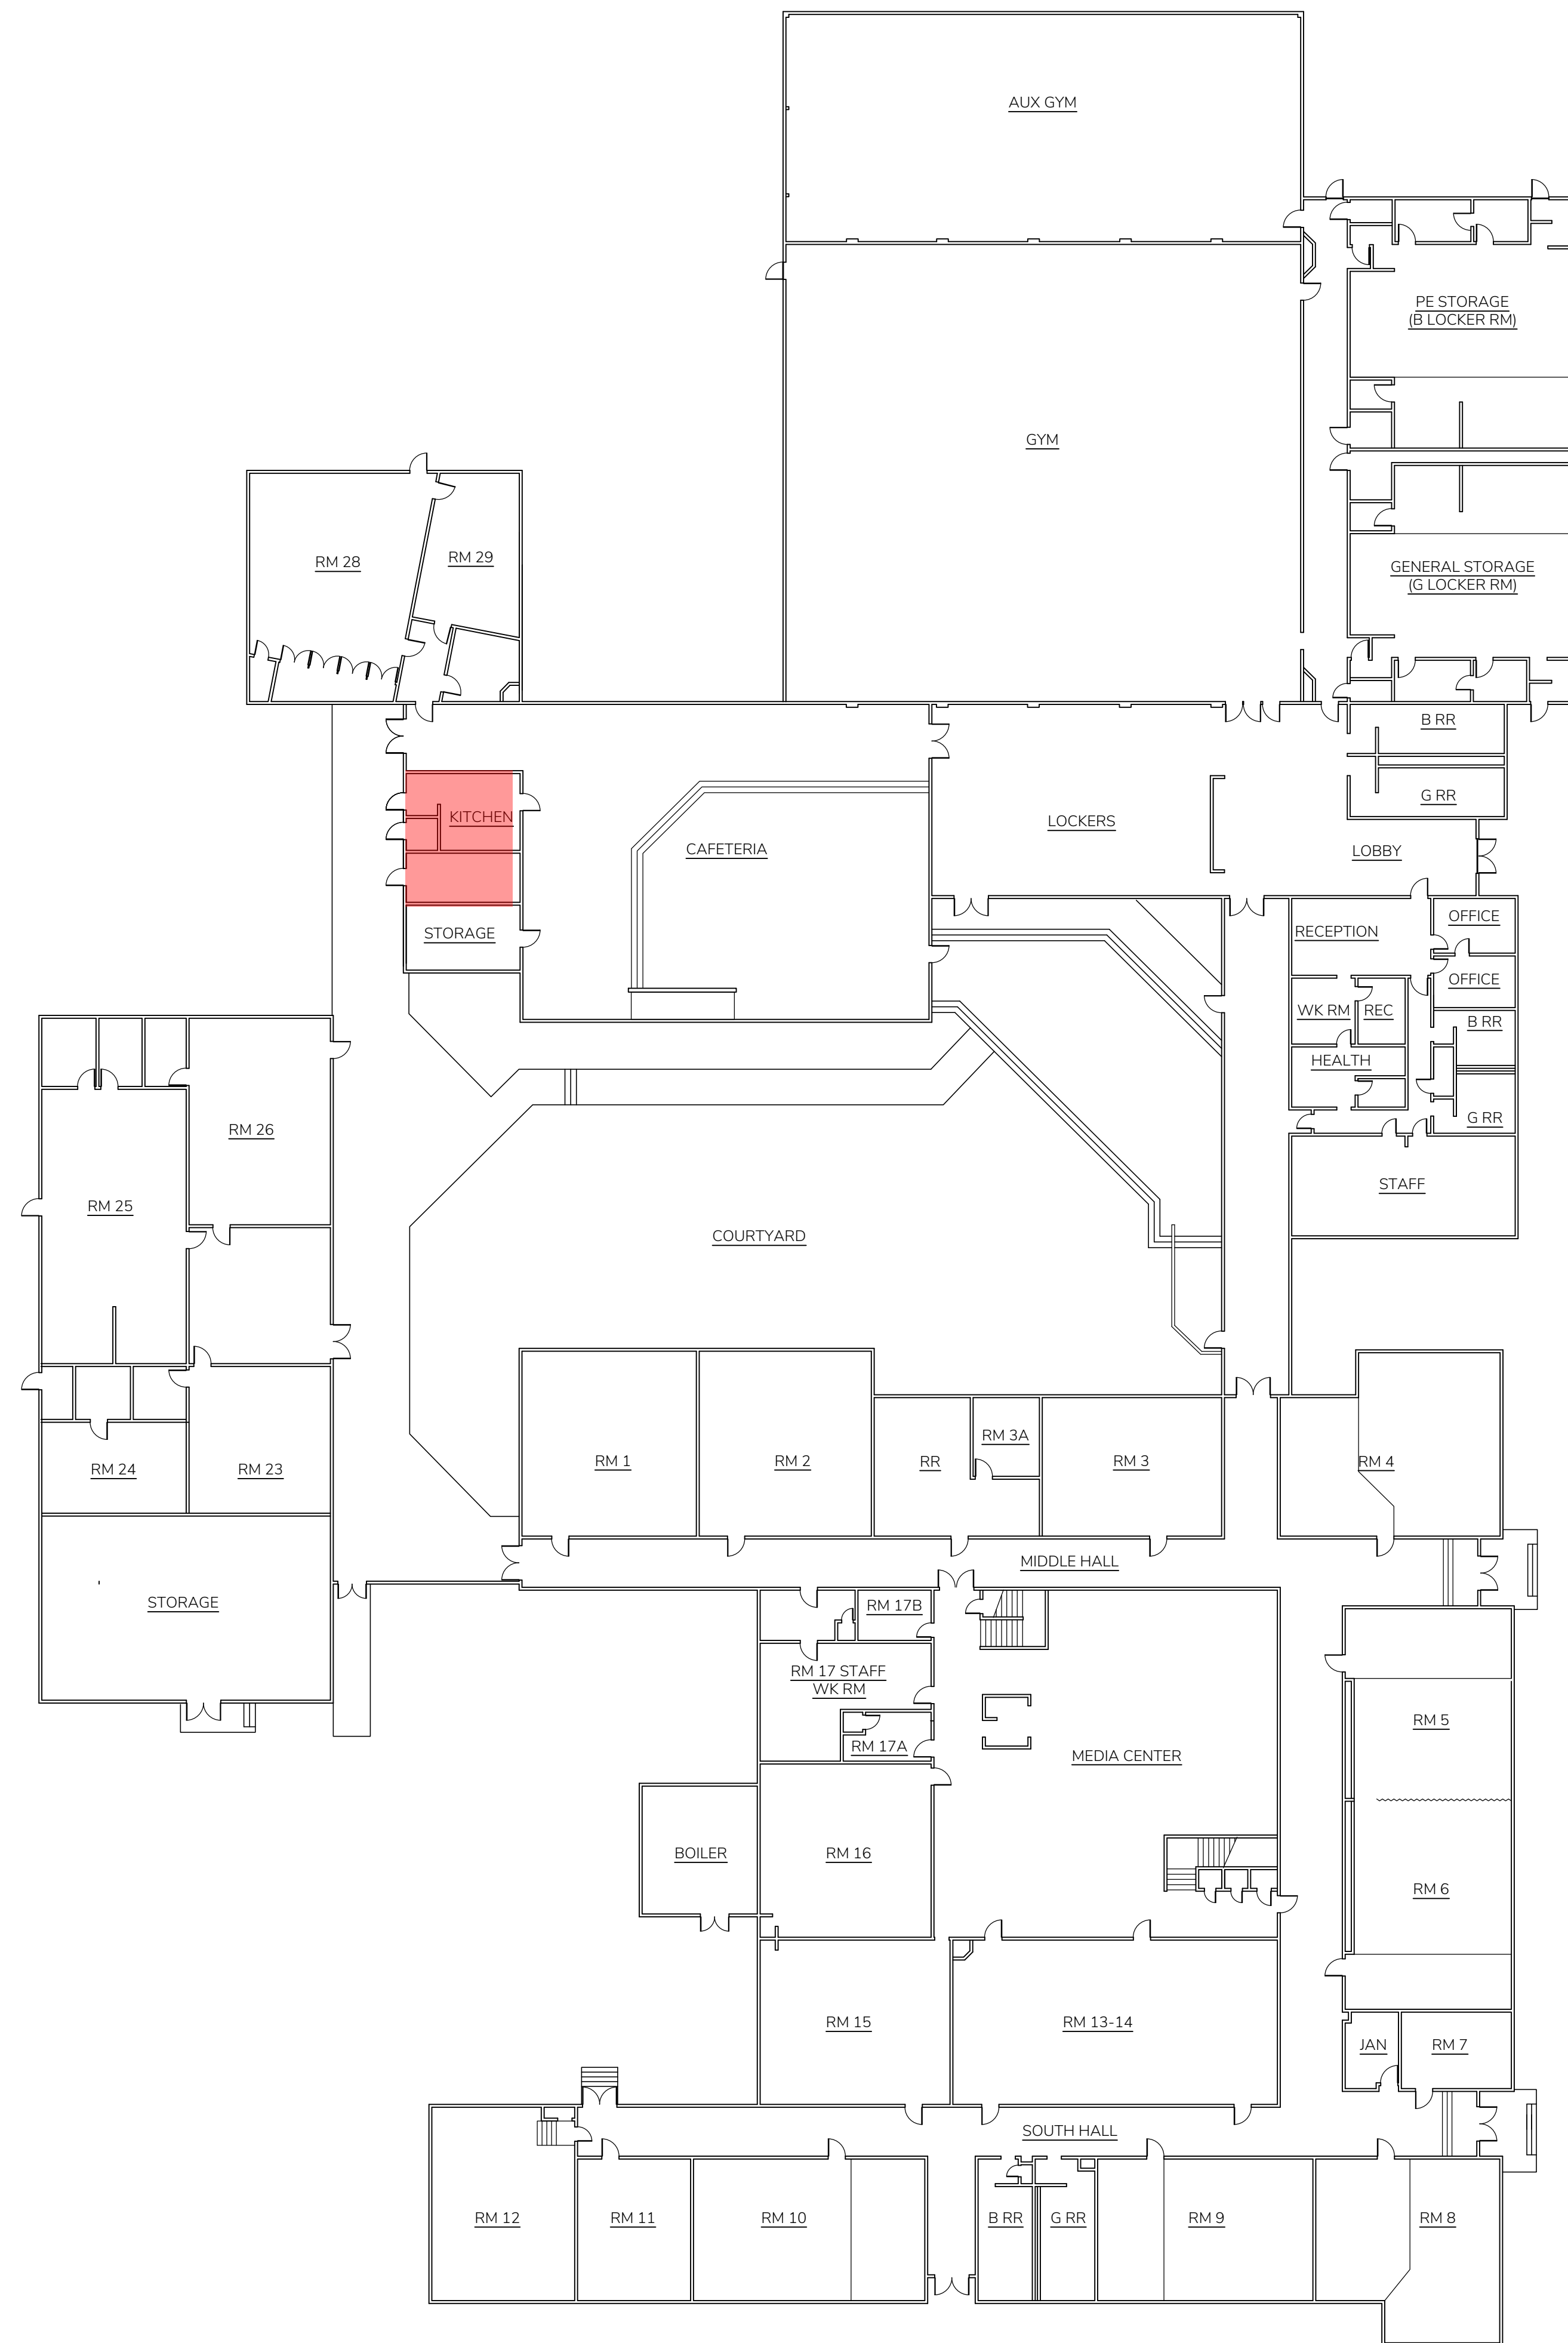 AUX GYM
PE STORAGE
(B LOCKER RM)
GYM
RM 28
RM 29
GENERAL STORAGE
(G LOCKER RM)
B RR
KITCHEN
CAFETERIA
LOCKERS
G RR
LOBBY
STORAGE
RECEPTION
OFFICE
OFFICE
WK RM
REC
B RR
HEALTH
G RR
RM 26
RM 25
COURTYARD
STAFF
RM 24
RM 23
RM 1
RM 2
RR
RM 3A
RM 3
RM 4
MIDDLE HALL
STORAGE
RM 17B
RM 17 STAFF
WK RM
RM 17A
MEDIA CENTER
RM 5
BOILER
RM 16
RM 6
RM 15
RM 13-14
JAN
RM 7
SOUTH HALL
RM 12
RM 11
RM 10
B RR
G RR
RM 9
RM 8